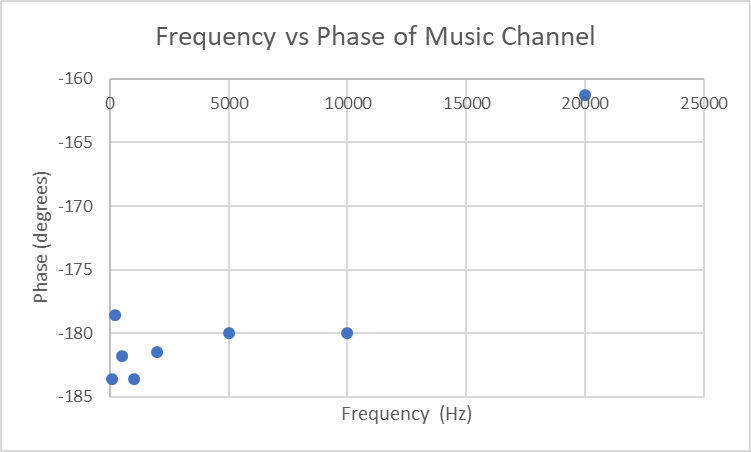 Frequency vs Phase of Music Channel
-160
0 5000 10000 15000 20000 25000
-165
-170
-175
-180
-185
Phase (degrees)
Frequency (Hz)